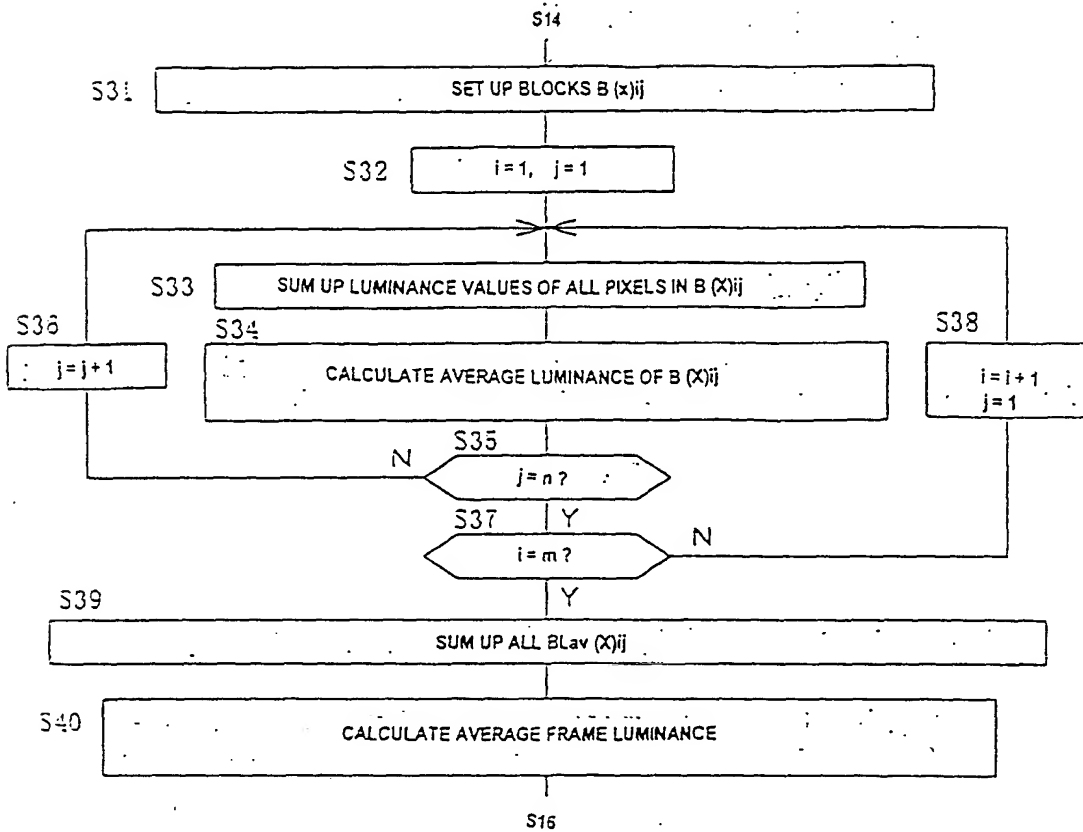 S14
S31
SET UP BLOCKS B (x)ij
S32
i = 1, j = 1
S33
SUM UP LUMINANCE VALUES OF ALL PIXELS IN B (X)ij
S36
j = j + 1
S34
CALCULATE AVERAGE LUMINANCE OF B (X)ij
S38
i = i + 1
j = 1
S35
N
j = n ?
Y
S37
i = m ?
N
Y
S39
SUM UP ALL BLav (X)ij
S40
CALCULATE AVERAGE FRAME LUMINANCE
S16